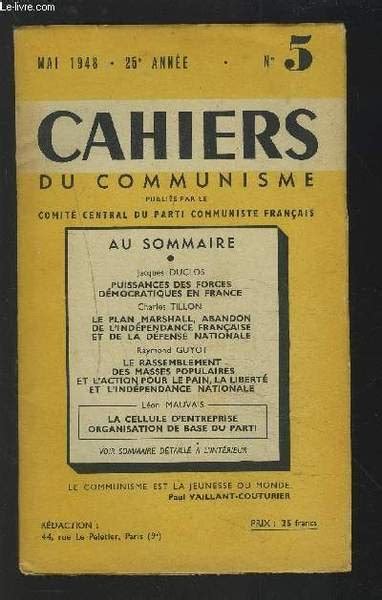 Le-livre.com
MAI 1948 • 25e ANNÉE • N° 5
CAHIERS
DU COMMUNISME
PUBLIÉS PAR LE
COMITÉ CENTRAL DU PARTI COMMUNISTE FRANÇAIS
AU SOMMAIRE
•
Jacques DUCLOS
PUISSANCES DES FORCES
DÉMOCRATIQUES EN FRANCE
Charles TILLON
LE PLAN MARSHALL, ABANDON
DE L'INDÉPENDANCE FRANÇAISE
ET DE LA DÉFENSE NATIONALE
Raymond GUYOT
LE RASSEMBLEMENT
DES MASSES POPULAIRES
ET L'ACTION POUR LE PAIN, LA LIBERTÉ
ET L'INDÉPENDANCE NATIONALE
Léon MAUVAIS
LA CELLULE D'ENTREPRISE
ORGANISATION DE BASE DU PARTI
•
VOIR SOMMAIRE DÉTAILLÉ A L'INTÉRIEUR
LE COMMUNISME EST LA JEUNESSE DU MONDE.
Paul VAILLANT-COUTURIER
RÉDACTION :
44, rue Le Peletier, Paris (9e)
PRIX : 25 francs